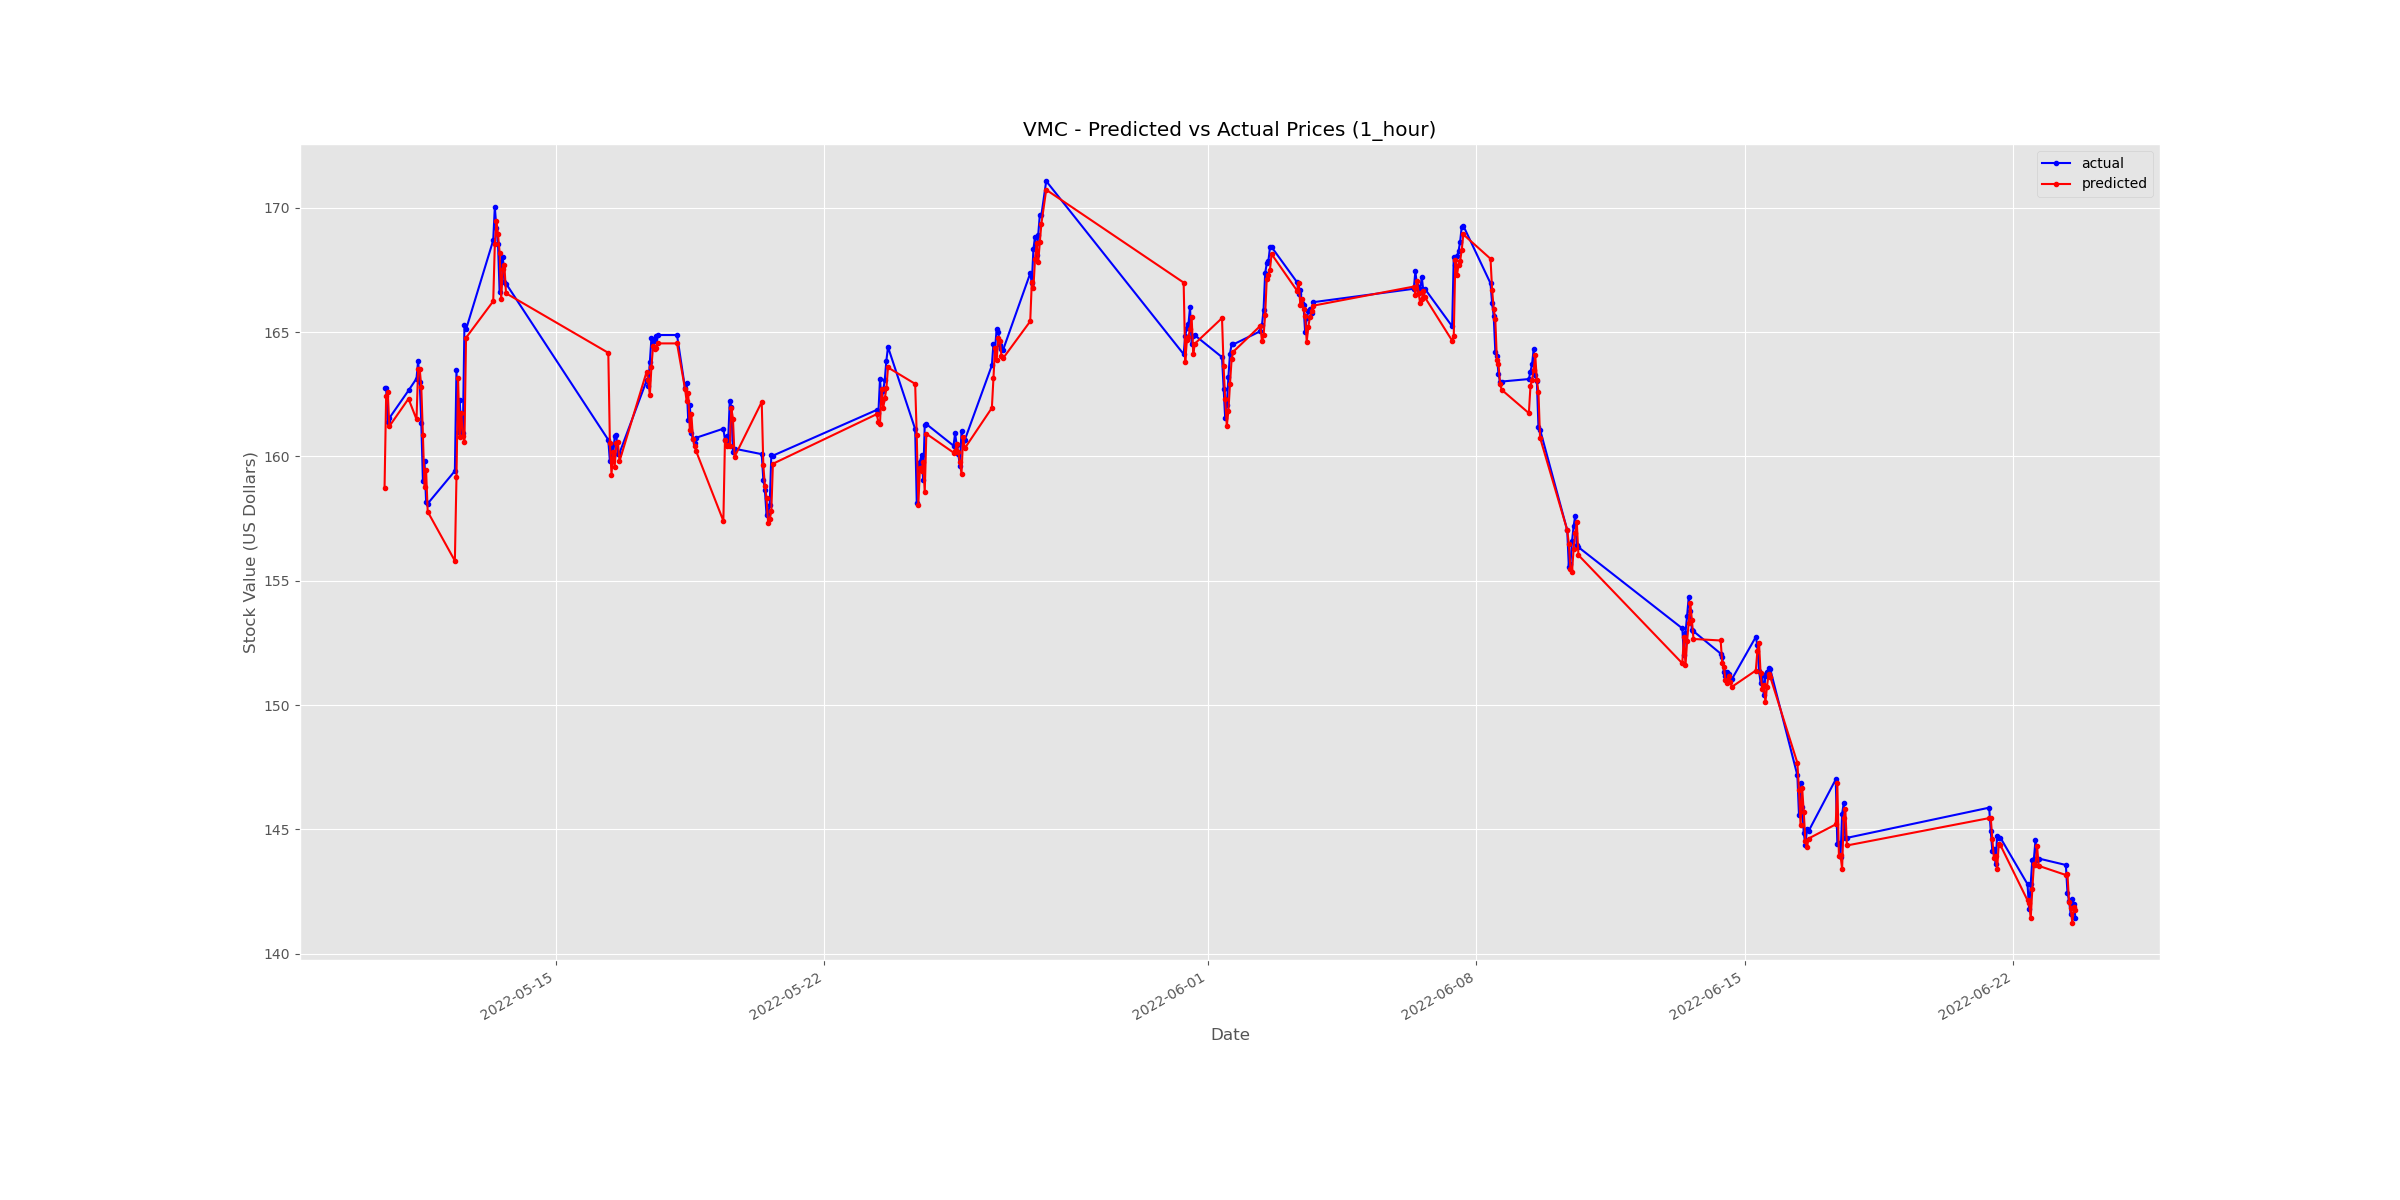 VMC - Predicted vs Actual Prices (1_hour)
actual
predicted
170
165
160
155
150
145
140
Stock Value (US Dollars)
2022-05-15
2022-05-22
2022-06-01
2022-06-08
2022-06-15
2022-06-22
Date